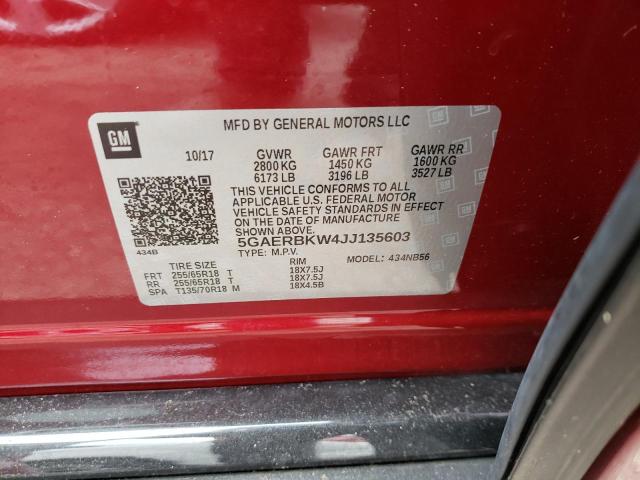 GM
MFD BY GENERAL MOTORS LLC
10/17 GVWR GAWR FRT GAWR RR
2800 KG 1450 KG 1600 KG
6173 LB 3196 LB 3527 LB
THIS VEHICLE CONFORMS TO ALL
APPLICABLE U.S. FEDERAL MOTOR
VEHICLE SAFETY STANDARDS IN EFFECT
ON THE DATE OF MANUFACTURE
SHOWN ABOVE.
5GAERBKW4JJ135603
434B
TYPE: M.P.V. MODEL: 434NB56
TIRE SIZE RIM
FRT 255/65R18 T 18X7.5J
RR 255/65R18 T 18X7.5J
SPA T135/70R18 M 18X4.5B